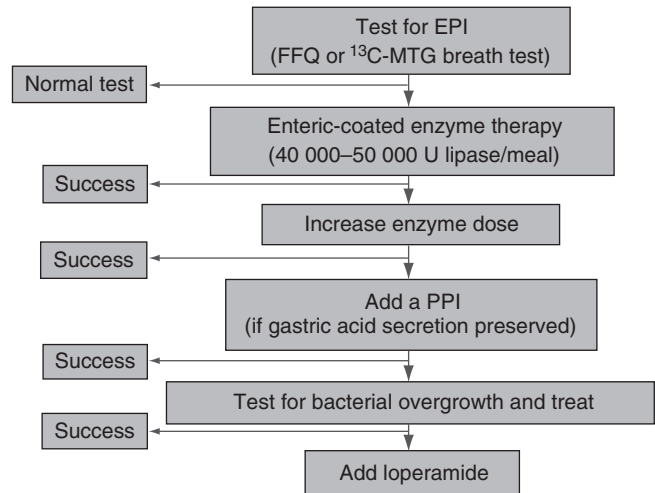 Test for EPI
(FFQ or ¹³C-MTG breath test)
Normal test
Enteric-coated enzyme therapy
(40 000–50 000 U lipase/meal)
Success
Increase enzyme dose
Success
Add a PPI
(if gastric acid secretion preserved)
Success
Test for bacterial overgrowth and treat
Success
Add loperamide